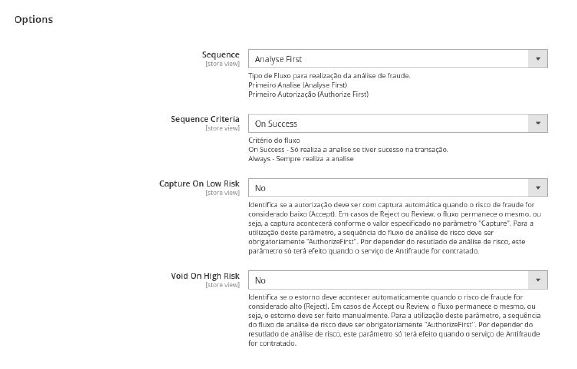 Options
Sequence
[store view]
Analyse First
Tipo de Fluxo para realização da análise de fraude.
Primeiro Analise (Analyse First)
Primeiro Autorização (Authorize First)
Sequence Criteria
[store view]
On Success
Critério do fluxo
On Success - Só realiza a analise se tiver sucesso na transação.
Always - Sempre realiza a analise
Capture On Low Risk
[store view]
No
Identifica se a autorização deve ser com captura automática quando o risco de fraude for
considerado baixo (Accept). Em casos de Reject ou Review, o fluxo permanece o mesmo, ou
seja, a captura acontecerá conforme o valor especificado no parâmetro "Capture". Para a
utilização deste parâmetro, a sequência do fluxo de análise de risco deve ser
obrigatoriamente "AuthorizeFirst". Por depender do resutlado de análise de risco, este
parâmetro só terá efeito quando o serviço de Antifraude for contratado.
Void On High Risk
[store view]
No
Identifica se o estorno deve acontecer automaticamente quando o risco de fraude for
considerado alto (Reject). Em casos de Accept ou Review, o fluxo permanece o mesmo, ou
seja, o estorno deve ser feito manualmente. Para a utilização deste parâmetro, a sequência
do fluxo de análise de risco deve ser obrigatoriamente "AuthorizeFirst". Por depender do
resutlado de análise de risco, este parâmetro só terá efeito quando o serviço de Antifraude
for contratado.